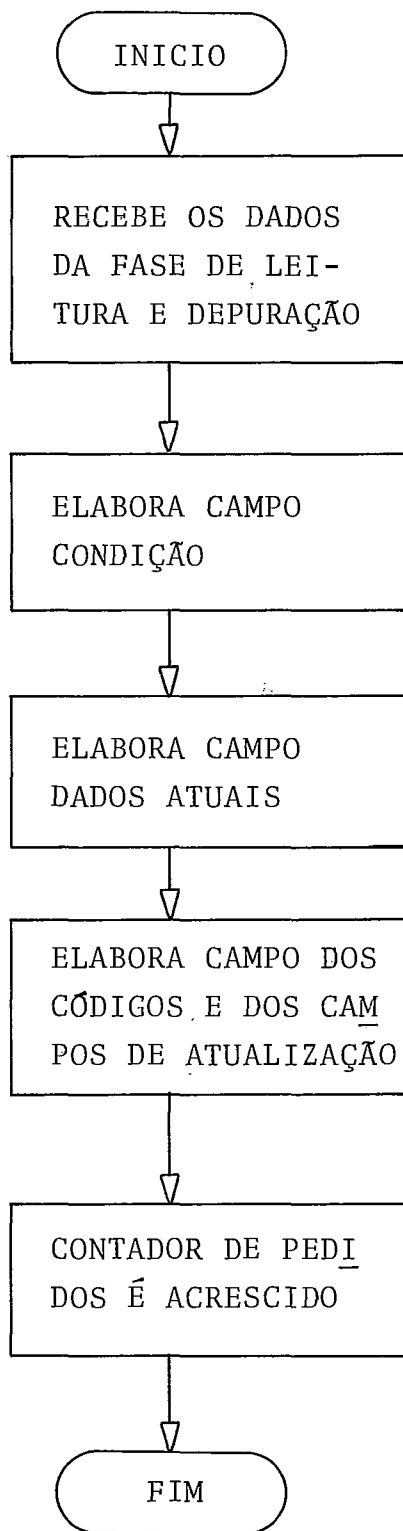 INICIO
RECEBE OS DADOS
DA FASE DE LEI-
TURA E DEPURAÇÃO
ELABORA CAMPO
CONDIÇÃO
ELABORA CAMPO
DADOS ATUAIS
ELABORA CAMPO DOS
CÓDIGOS E DOS CAM
POS DE ATUALIZAÇÃO
CONTADOR DE PEDI
DOS É ACRESCIDO
FIM